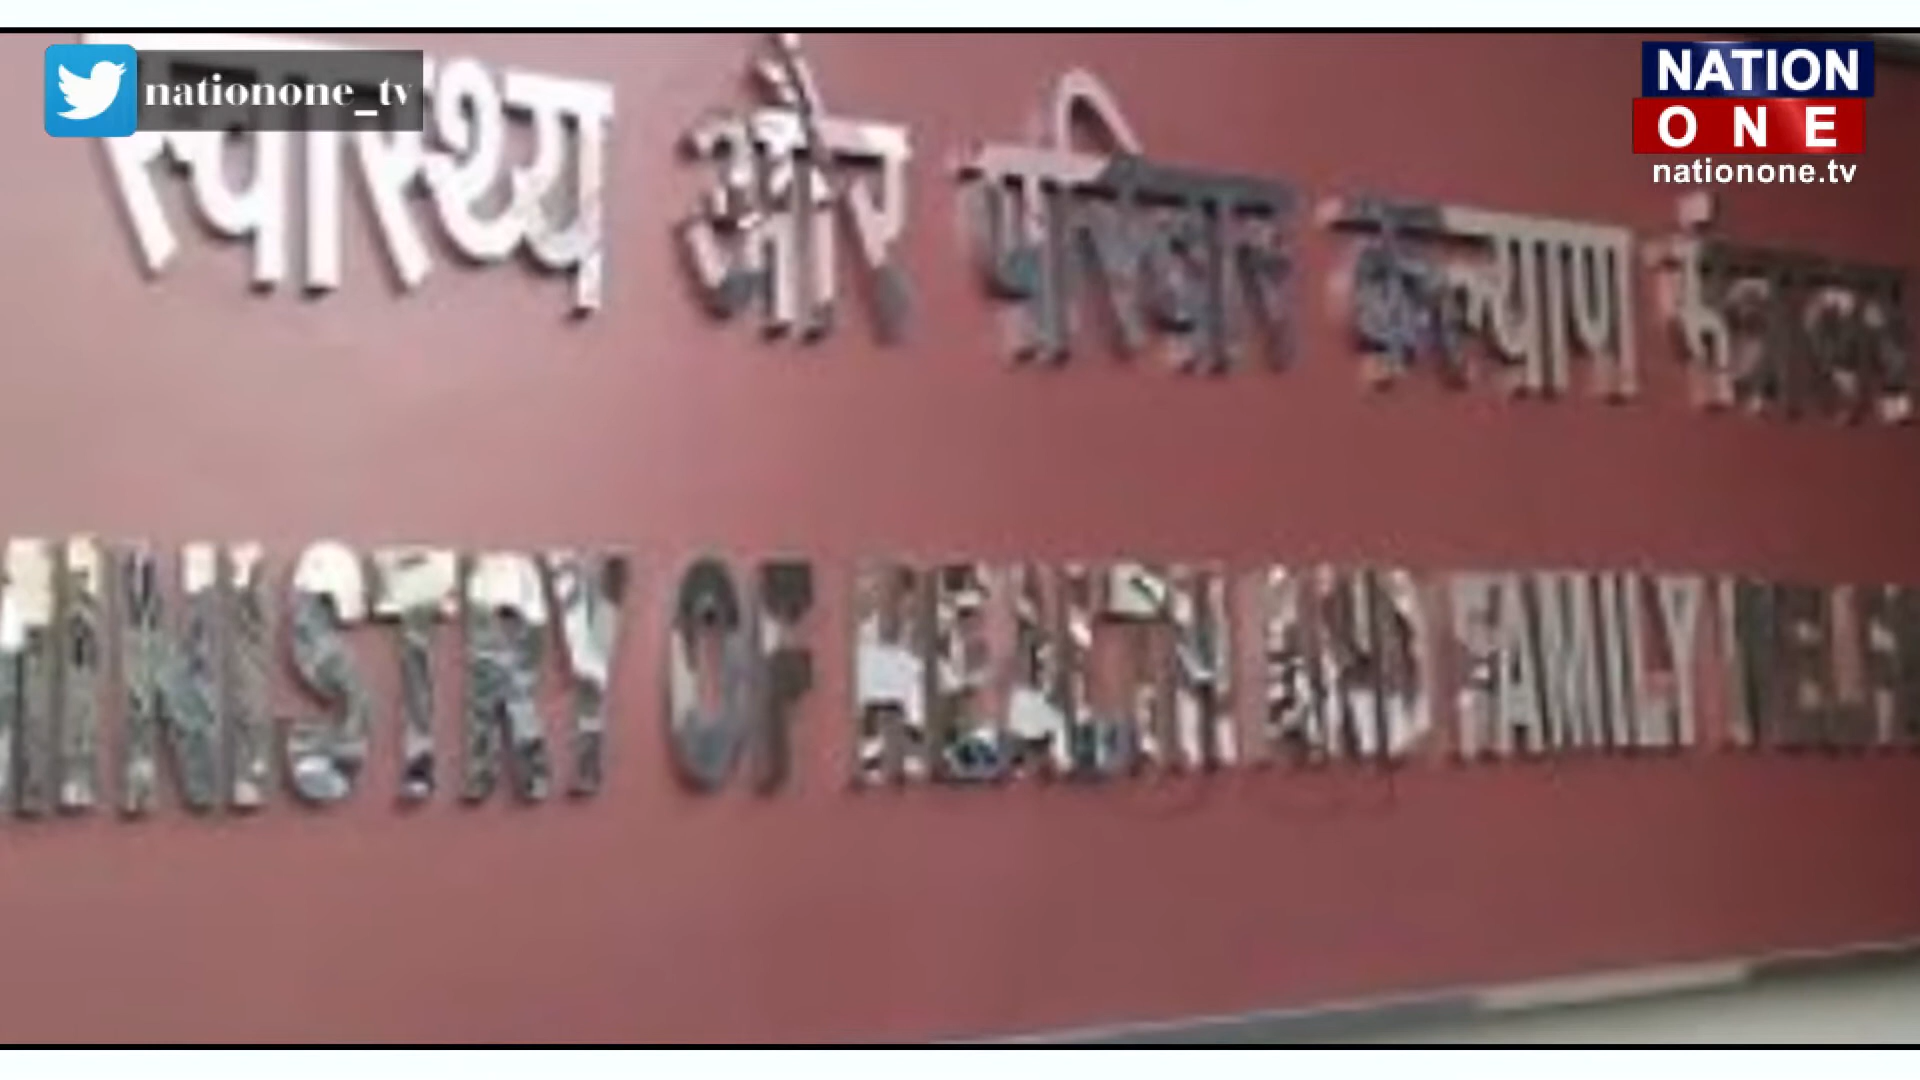 nationone_tv
NATION
ONE
nationone.tv
स्वास्थ्य और परिवार कल्याण
MINISTRY OF HEALTH AND FAMILY